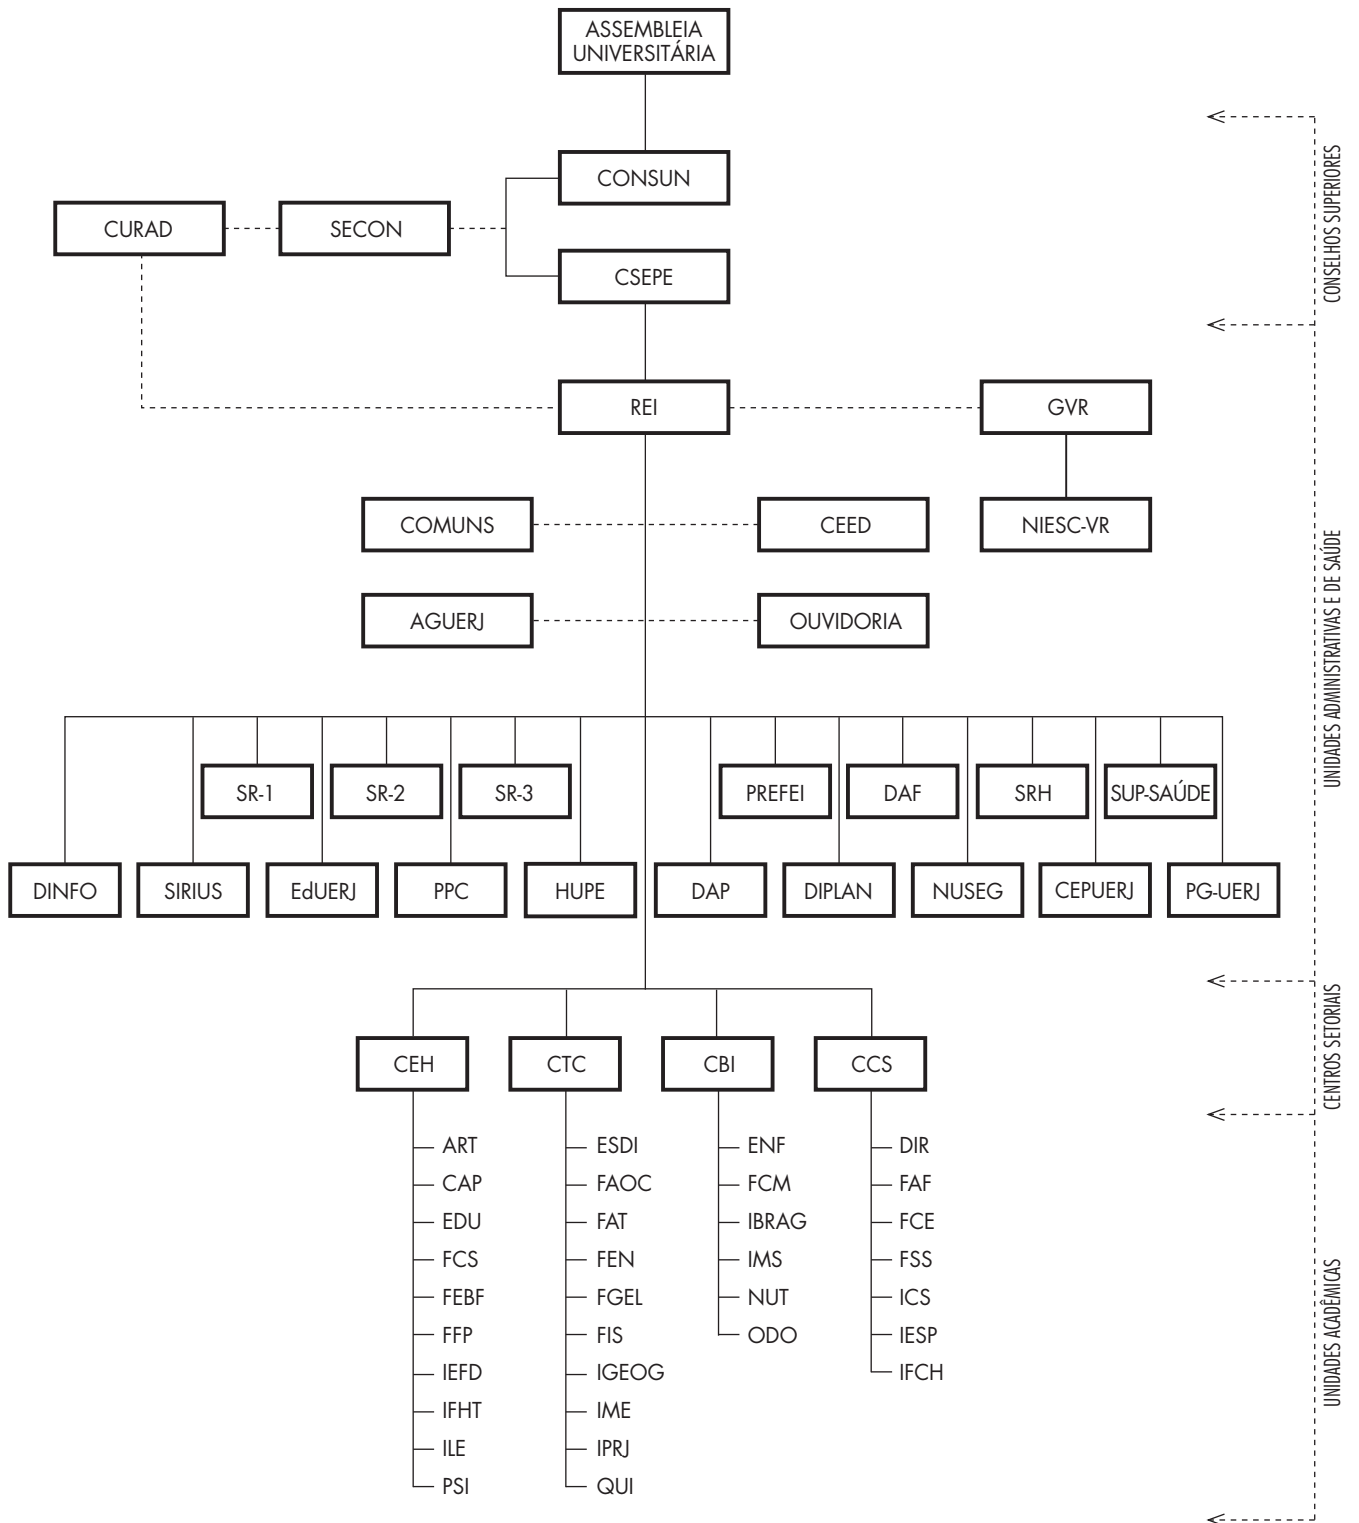 ASSEMBLEIA
UNIVERSITÁRIA
CONSUN
CURAD
SECON
CSEPE
REI
GVR
COMUNS
CEED
NIESC-VR
AGUERJ
OUVIDORIA
SR-1
SR-2
SR-3
PREFEI
DAF
SRH
SUP-SAÚDE
DINFO
SIRIUS
EdUERJ
PPC
HUPE
DAP
DIPLAN
NUSEG
CEPUERJ
PG-UERJ
CEH
CTC
CBI
CCS
ART
CAP
EDU
FCS
FEBF
FFP
IEFD
IFHT
ILE
PSI
ESDI
FAOC
FAT
FEN
FGEL
FIS
IGEOG
IME
IPRJ
QUI
ENF
FCM
IBRAG
IMS
NUT
ODO
DIR
FAF
FCE
FSS
ICS
IESP
IFCH
CONSELHOS SUPERIORES
UNIDADES ADMINISTRATIVAS E DE SAÚDE
CENTROS SETORIAIS
UNIDADES ACADÊMICAS